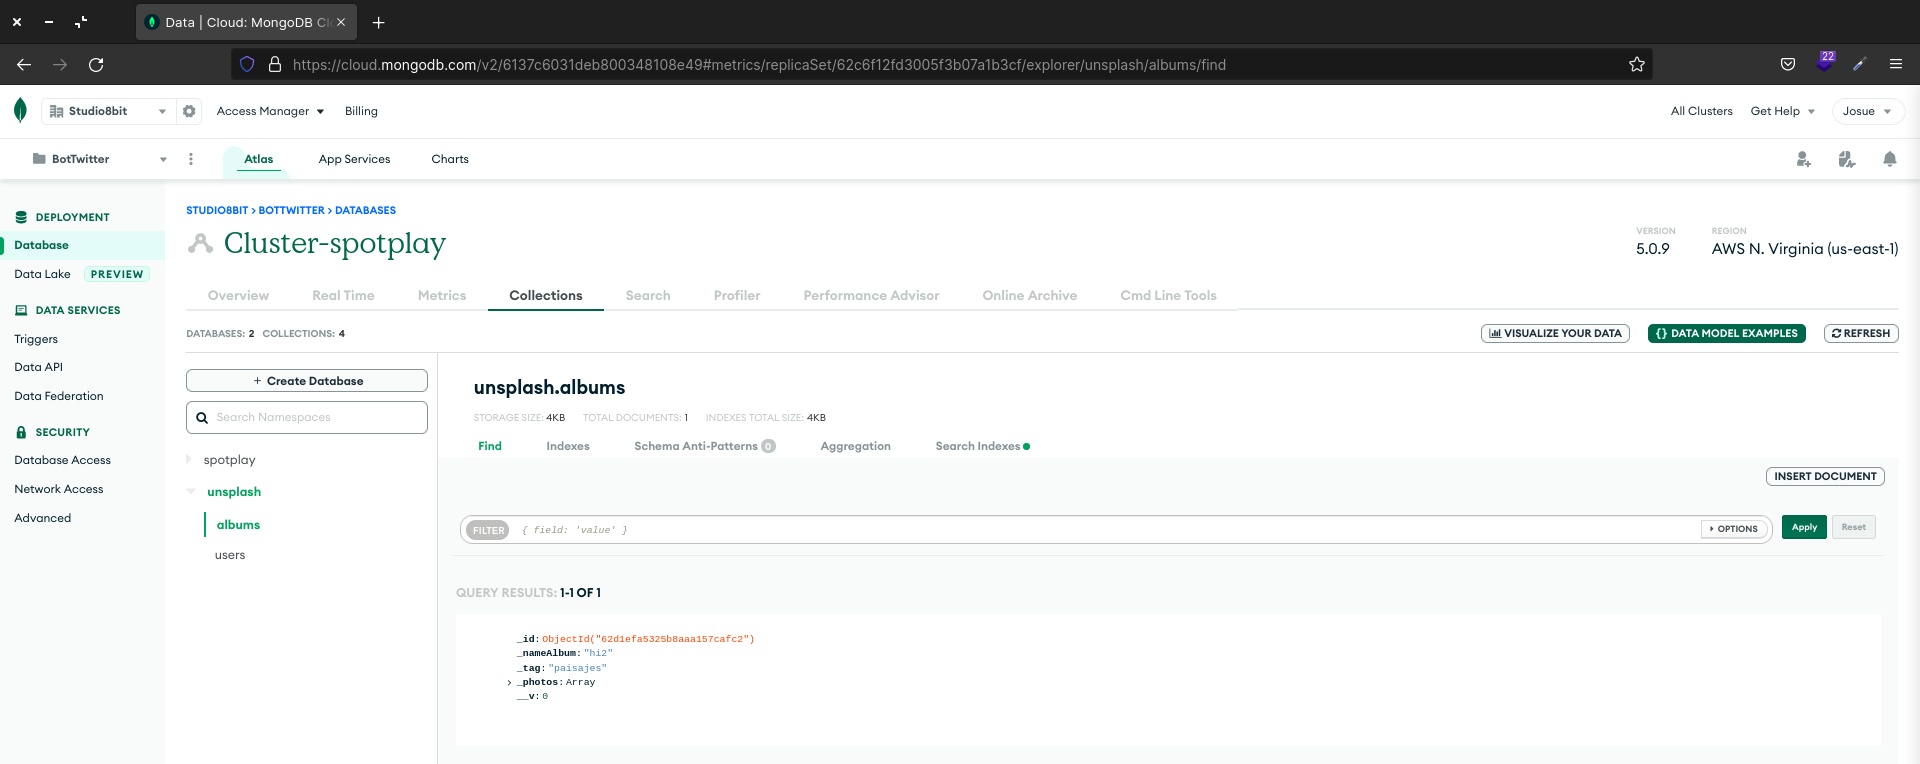 Data | Cloud: MongoDB Clo
https://cloud.mongodb.com/v2/6137c6031deb800348108e49#metrics/replicaSet/62c6f12fd3005f3b07a1b3cf/explorer/unsplash/albums/find
22
Studio8bit
Access Manager
Billing
All Clusters
Get Help
Josue
BotTwitter
Atlas
App Services
Charts
DEPLOYMENT
Database
Data Lake
PREVIEW
DATA SERVICES
Triggers
Data API
Data Federation
SECURITY
Database Access
Network Access
Advanced
STUDIO8BIT > BOTTWITTER > DATABASES
Cluster-spotplay
VERSION
5.0.9
REGION
AWS N. Virginia (us-east-1)
Overview
Real Time
Metrics
Collections
Search
Profiler
Performance Advisor
Online Archive
Cmd Line Tools
DATABASES: 2 COLLECTIONS: 4
VISUALIZE YOUR DATA
{} DATA MODEL EXAMPLES
REFRESH
+ Create Database
Search Namespaces
spotplay
unsplash
albums
users
unsplash.albums
STORAGE SIZE: 4KB TOTAL DOCUMENTS: 1 INDEXES TOTAL SIZE: 4KB
Find
Indexes
Schema Anti-Patterns 0
Aggregation
Search Indexes
INSERT DOCUMENT
FILTER
{ field: 'value' }
OPTIONS
Apply
Reset
QUERY RESULTS: 1-1 OF 1
_id: ObjectId("62d1efa5325b8aaa157cafc2")
_nameAlbum: "hi2"
_tag: "paisajes"
> _photos: Array
__v: 0